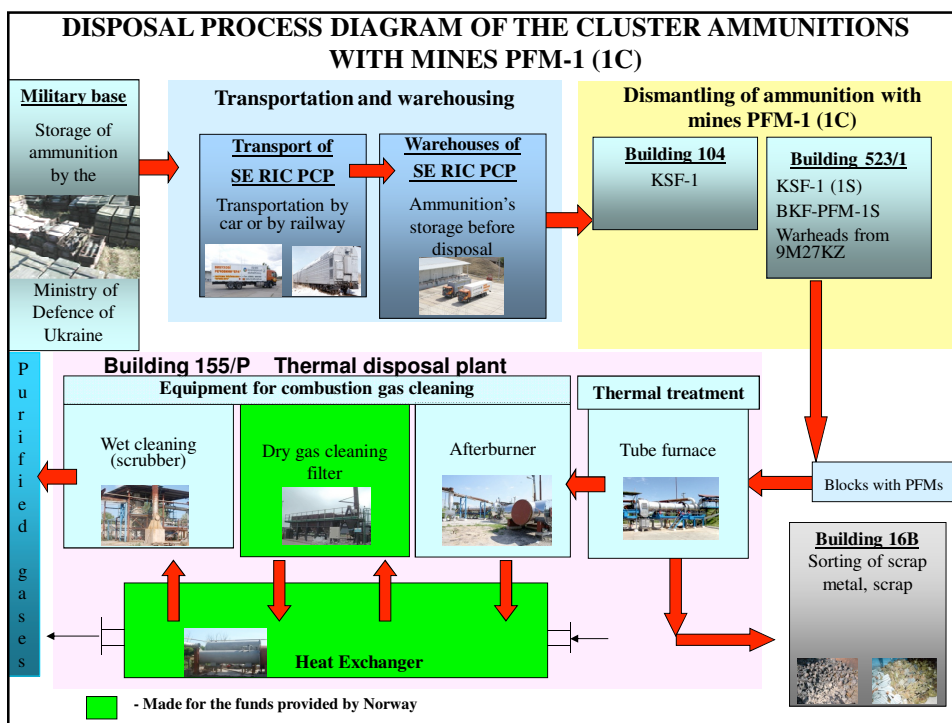 DISPOSAL PROCESS DIAGRAM OF THE CLUSTER AMMUNITIONS
WITH MINES PFM-1 (1C)
Military base
Storage of
ammunition
by the
Ministry of
Defence of
Ukraine
Transportation and warehousing
Transport of
SE RIC PCP
Transportation by
car or by railway
Warehouses of
SE RIC PCP
Ammunition's
storage before
disposal
Dismantling of ammunition with
mines PFM-1 (1C)
Building 104
KSF-1
Building 523/1
KSF-1 (1S)
BKF-PFM-1S
Warheads from
9M27KZ
Purified gases
Building 155/P Thermal disposal plant
Equipment for combustion gas cleaning
Wet cleaning
(scrubber)
Dry gas cleaning
filter
Afterburner
Thermal treatment
Tube furnace
Blocks with PFMs
Building 16B
Sorting of scrap
metal, scrap
Heat Exchanger
- Made for the funds provided by Norway